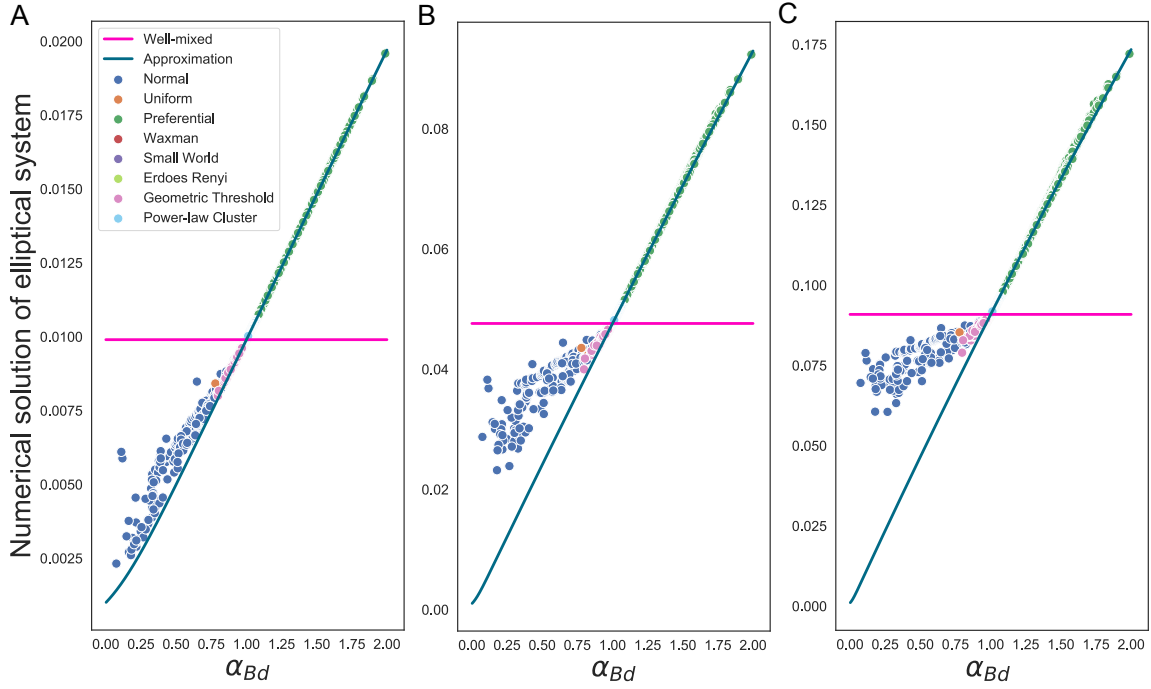 A
B
C
Numerical solution of elliptical system
0.0200
0.0175
0.0150
0.0125
0.0100
0.0075
0.0050
0.0025
Well-mixed
Approximation
Normal
Uniform
Preferential
Waxman
Small World
Erdoes Renyi
Geometric Threshold
Power-law Cluster
0.00 0.25 0.50 0.75 1.00 1.25 1.50 1.75 2.00
α_Bd
0.08
0.06
0.04
0.02
0.00
0.00 0.25 0.50 0.75 1.00 1.25 1.50 1.75 2.00
α_Bd
0.175
0.150
0.125
0.100
0.075
0.050
0.025
0.000
0.00 0.25 0.50 0.75 1.00 1.25 1.50 1.75 2.00
α_Bd